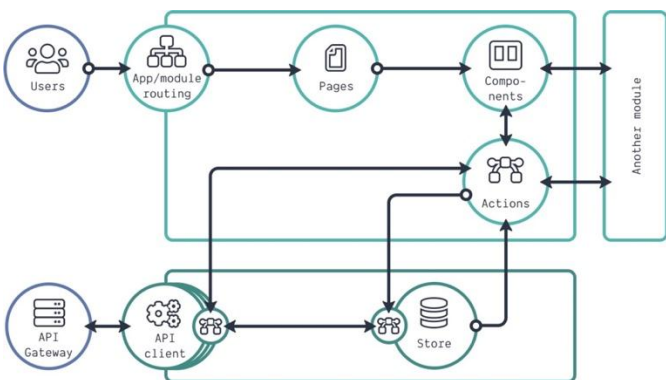 Users
App/module
routing
Pages
Compo-
nents
Another module
Actions
API
Gateway
API
client
Store